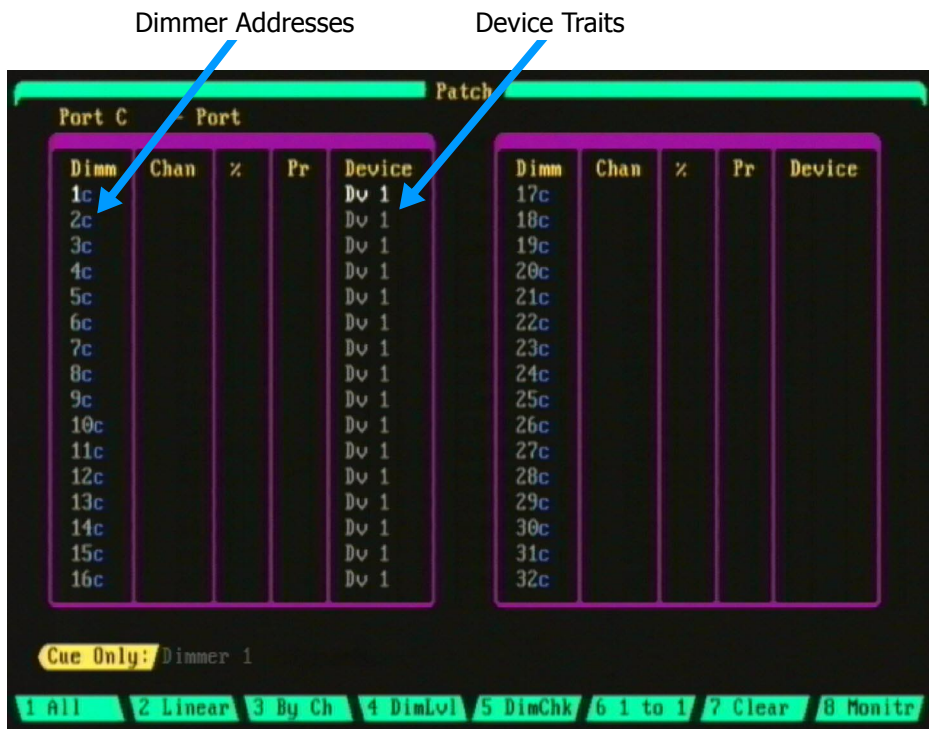 Dimmer Addresses Device Traits
Patch
Port C - Port
Dimm Chan % Pr Device Dimm Chan % Pr Device
1c Dv 1 17c
2c Dv 1 18c
3c Dv 1 19c
4c Dv 1 20c
5c Dv 1 21c
6c Dv 1 22c
7c Dv 1 23c
8c Dv 1 24c
9c Dv 1 25c
10c Dv 1 26c
11c Dv 1 27c
12c Dv 1 28c
13c Dv 1 29c
14c Dv 1 30c
15c Dv 1 31c
16c Dv 1 32c
Cue Only: Dimmer 1
1 All 2 Linear 3 By Ch 4 DimLvl 5 DimChk 6 1 to 1 7 Clear 8 Monitr